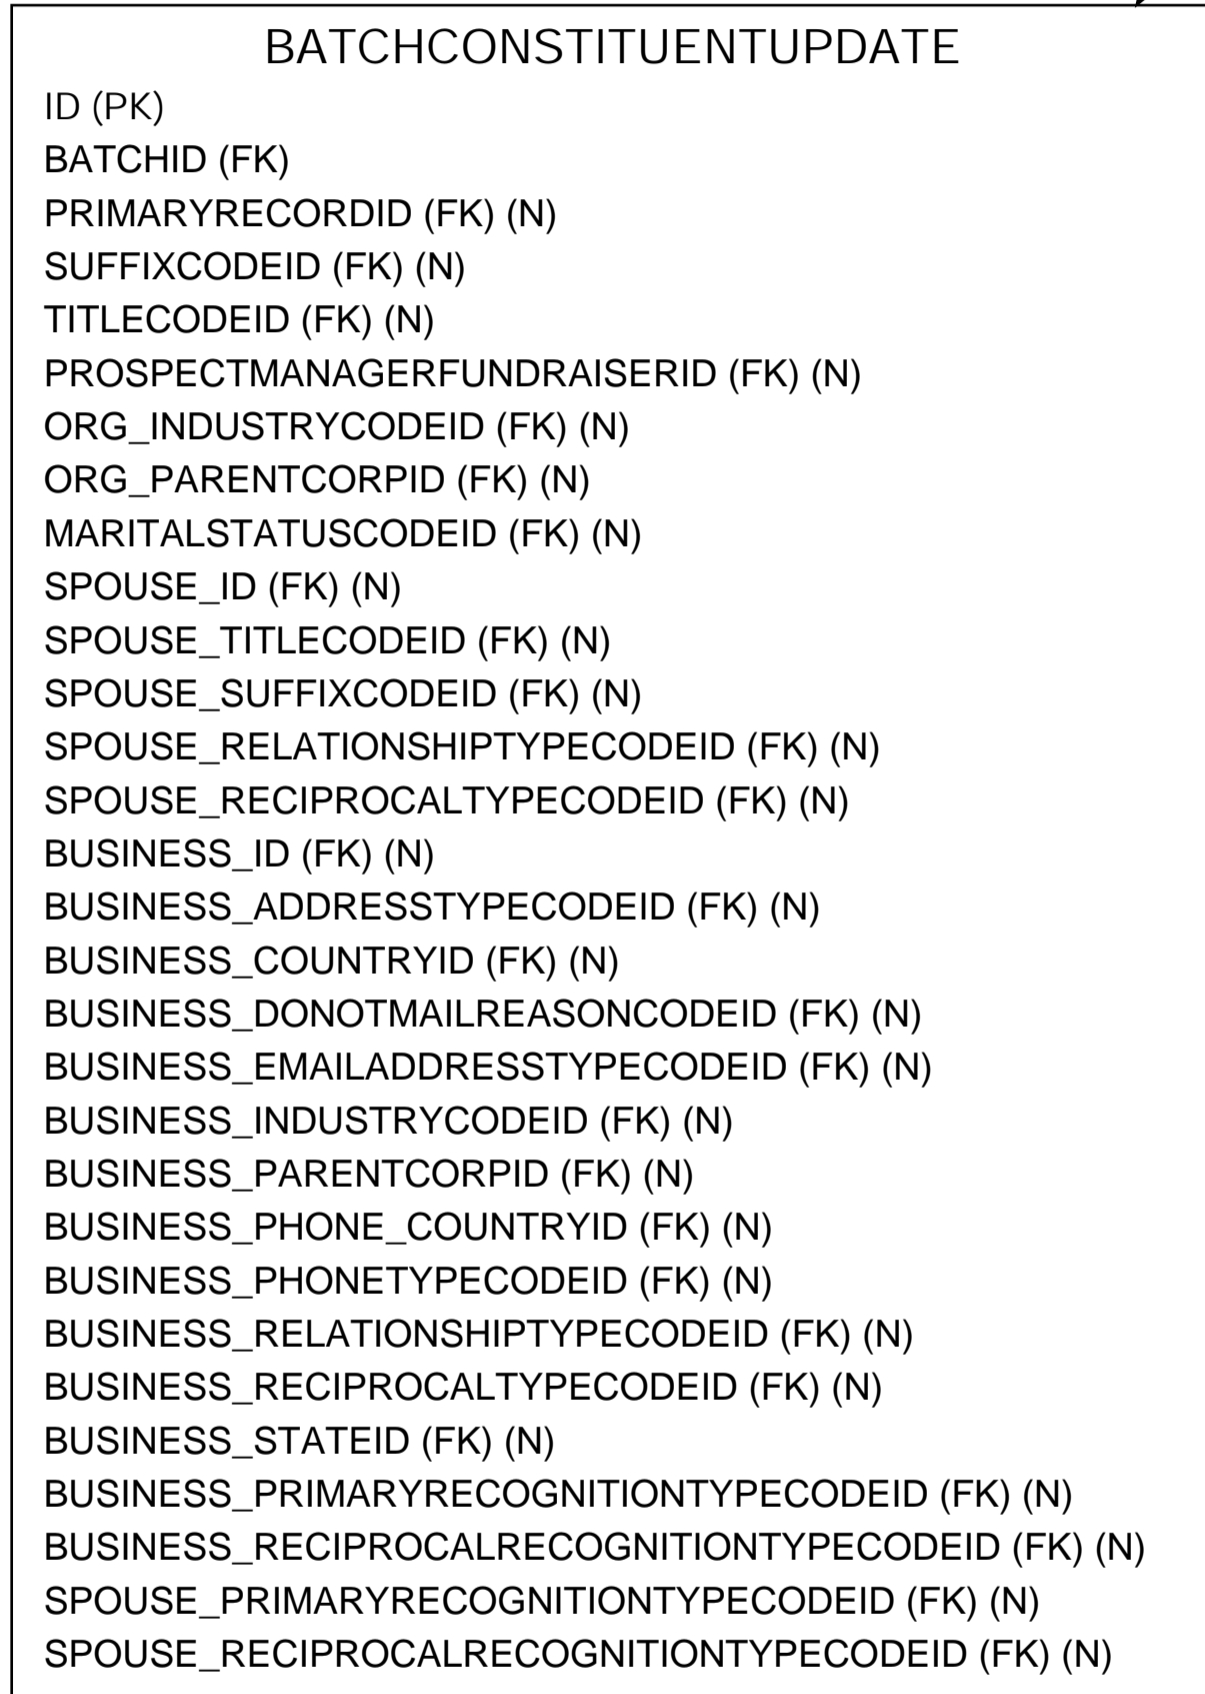 BATCHCONSTITUENTUPDATE
ID (PK)
BATCHID (FK)
PRIMARYRECORDID (FK) (N)
SUFFIXCODEID (FK) (N)
TITLECODEID (FK) (N)
PROSPECTMANAGERFUNDRAISERID (FK) (N)
ORG_INDUSTRYCODEID (FK) (N)
ORG_PARENTCORPID (FK) (N)
MARITALSTATUSCODEID (FK) (N)
SPOUSE_ID (FK) (N)
SPOUSE_TITLECODEID (FK) (N)
SPOUSE_SUFFIXCODEID (FK) (N)
SPOUSE_RELATIONSHIPTYPECODEID (FK) (N)
SPOUSE_RECIPROCALTYPECODEID (FK) (N)
BUSINESS_ID (FK) (N)
BUSINESS_ADDRESSTYPECODEID (FK) (N)
BUSINESS_COUNTRYID (FK) (N)
BUSINESS_DONOTMAILREASONCODEID (FK) (N)
BUSINESS_EMAILADDRESSTYPECODEID (FK) (N)
BUSINESS_INDUSTRYCODEID (FK) (N)
BUSINESS_PARENTCORPID (FK) (N)
BUSINESS_PHONE_COUNTRYID (FK) (N)
BUSINESS_PHONETYPECODEID (FK) (N)
BUSINESS_RELATIONSHIPTYPECODEID (FK) (N)
BUSINESS_RECIPROCALTYPECODEID (FK) (N)
BUSINESS_STATEID (FK) (N)
BUSINESS_PRIMARYRECOGNITIONTYPECODEID (FK) (N)
BUSINESS_RECIPROCALRECOGNITIONTYPECODEID (FK) (N)
SPOUSE_PRIMARYRECOGNITIONTYPECODEID (FK) (N)
SPOUSE_RECIPROCALRECOGNITIONTYPECODEID (FK) (N)